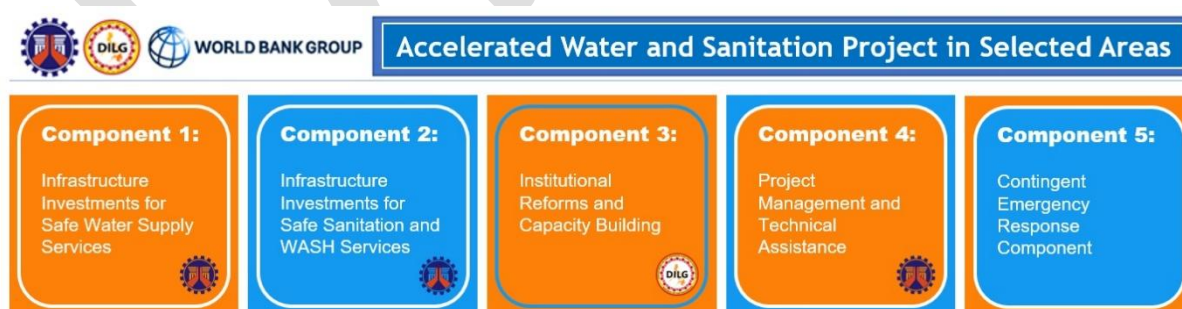 DILG
WORLD BANK GROUP
Accelerated Water and Sanitation Project in Selected Areas
Component 1:
Infrastructure
Investments for
Safe Water Supply
Services
Component 2:
Infrastructure
Investments for
Safe Sanitation and
WASH Services
Component 3:
Institutional
Reforms and
Capacity Building
DILG
Component 4:
Project
Management and
Technical
Assistance
Component 5:
Contingent
Emergency
Response
Component